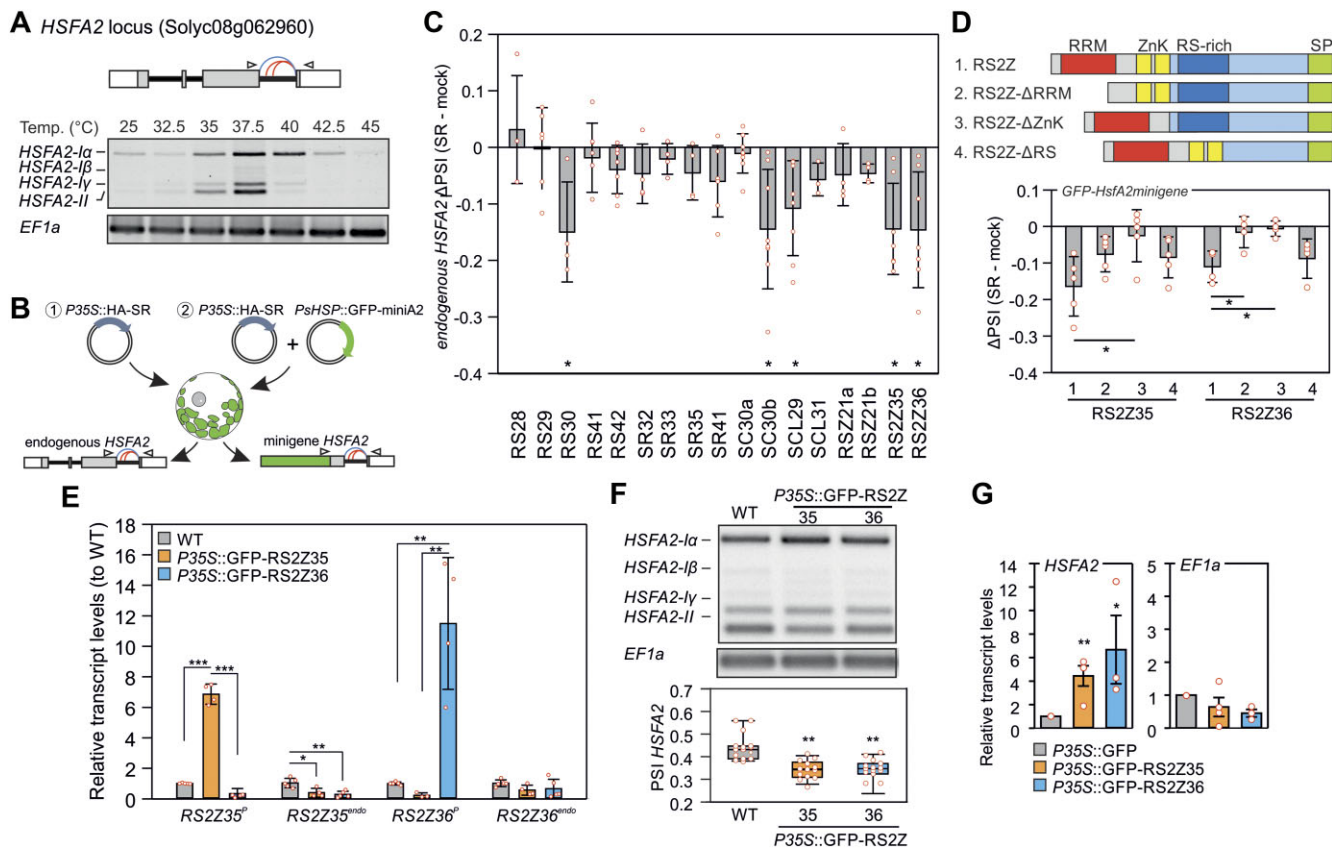 A HSFA2 locus (Solyc08g062960)
Temp. (°C) 25 32.5 35 37.5 40 42.5 45
HSFA2-Iα
HSFA2-Iβ
HSFA2-Iγ
HSFA2-II
EF1a
B
① P35S::HA-SR ② P35S::HA-SR PsHSP::GFP-miniA2
+
endogenous HSFA2
minigene HSFA2
C
endogenous HSFA2 ΔPSI (SR - mock)
0.2
0.1
0
-0.1
-0.2
-0.3
-0.4
* * * * *
RS28
RS29
RS30
RS41
RS42
SR32
SR33
SR35
SR41
SC30a
SC30b
SCL29
SCL31
RSZ21a
RSZ21b
RS2Z35
RS2Z36
D
RRM ZnK RS-rich SP
1. RS2Z
2. RS2Z-ΔRRM
3. RS2Z-ΔZnK
4. RS2Z-ΔRS
GFP-HsfA2minigene
ΔPSI (SR - mock)
0.1
0
-0.1
-0.2
-0.3
-0.4
*
*
*
1 2 3 4 1 2 3 4
RS2Z35 RS2Z36
E
Relative transcript levels (to WT)
18
16
14
12
10
8
6
4
2
0
WT
P35S::GFP-RS2Z35
P35S::GFP-RS2Z36
*** ***
* **
** **
RS2Z35ᴾ RS2Z35ᵉⁿᵈᵒ RS2Z36ᴾ RS2Z36ᵉⁿᵈᵒ
F
P35S::GFP-RS2Z
WT 35 36
HSFA2-Iα
HSFA2-Iβ
HSFA2-Iγ
HSFA2-II
EF1a
PSI HSFA2
0.7
0.6
0.5
0.4
0.3
0.2
** **
WT 35 36
P35S::GFP-RS2Z
G
Relative transcript levels
HSFA2
14
12
10
8
6
4
2
0
**
*
EF1a
5
4
3
2
1
0
P35S::GFP
P35S::GFP-RS2Z35
P35S::GFP-RS2Z36